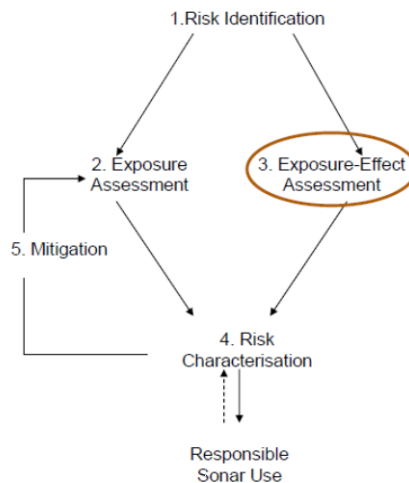 1.Risk Identification
2. Exposure
Assessment
3. Exposure-Effect
Assessment
5. Mitigation
4. Risk
Characterisation
Responsible
Sonar Use